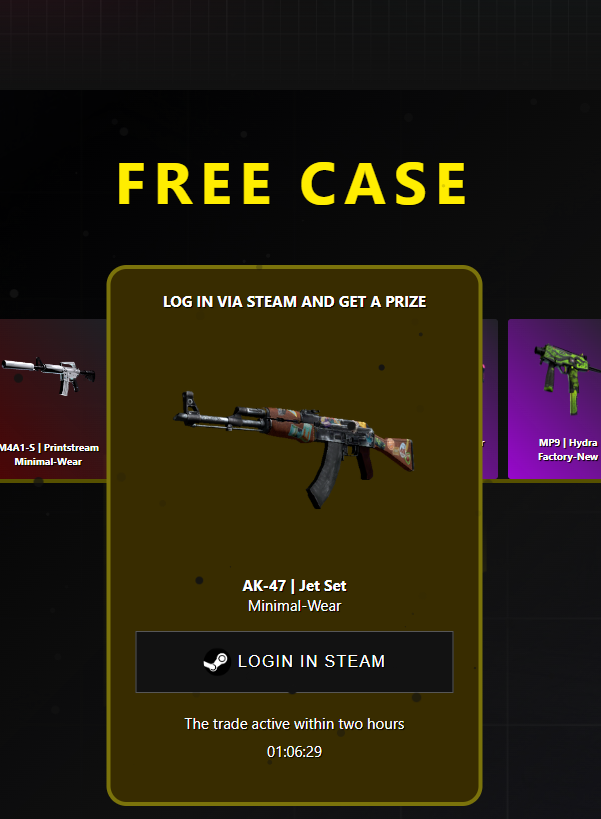 FREE CASE
LOG IN VIA STEAM AND GET A PRIZE
M4A1-S | Printstream
Minimal-Wear
MP9 | Hydra
Factory-New
AK-47 | Jet Set
Minimal-Wear
LOGIN IN STEAM
The trade active within two hours
01:06:29